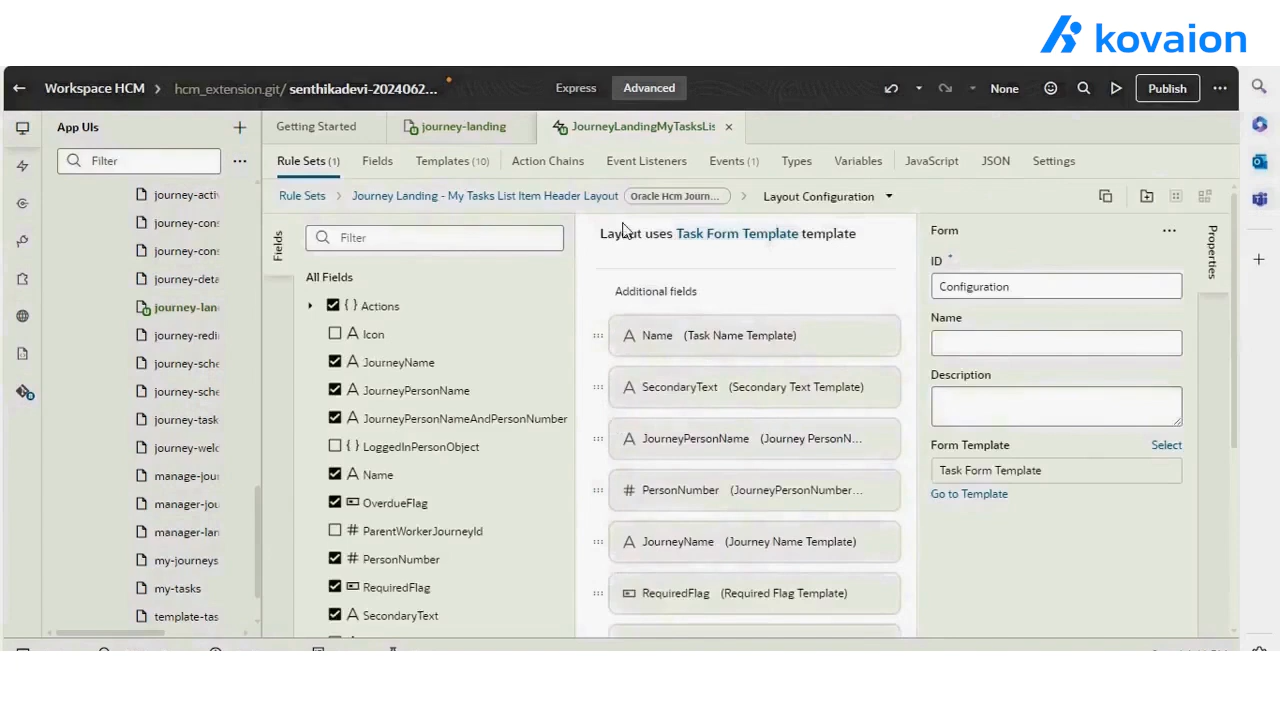 kovaion
Workspace HCM > hcm_extension.git/ senthikadevi-2024062...
Express
Advanced
None
Publish
App UIs
Getting Started
journey-landing
JourneyLandingMyTasksLis
Filter
Rule Sets (1)
Fields
Templates (10)
Action Chains
Event Listeners
Events (1)
Types
Variables
JavaScript
JSON
Settings
journey-acti
journey-con:
journey-con:
journey-deta
journey-lan
journey-redi
journey-sche
journey-sche
journey-task
journey-welc
manage-jou
manager-jou
manager-lan
my-journeys
my-tasks
template-tas
Rule Sets > Journey Landing - My Tasks List Item Header Layout Oracle Hcm Journ... > Layout Configuration
Fields
Filter
All Fields
{ } Actions
A Icon
A JourneyName
A JourneyPersonName
A JourneyPersonNameAndPersonNumber
{ } LoggedInPersonObject
A Name
OverdueFlag
# ParentWorkerJourneyId
# PersonNumber
RequiredFlag
A SecondaryText
Layout uses Task Form Template template
Additional fields
A Name (Task Name Template)
A SecondaryText (Secondary Text Template)
A JourneyPersonName (Journey PersonN...
# PersonNumber (JourneyPersonNumber...
A JourneyName (Journey Name Template)
RequiredFlag (Required Flag Template)
Form
ID *
Configuration
Name
Description
Form Template
Select
Task Form Template
Go to Template
Properties